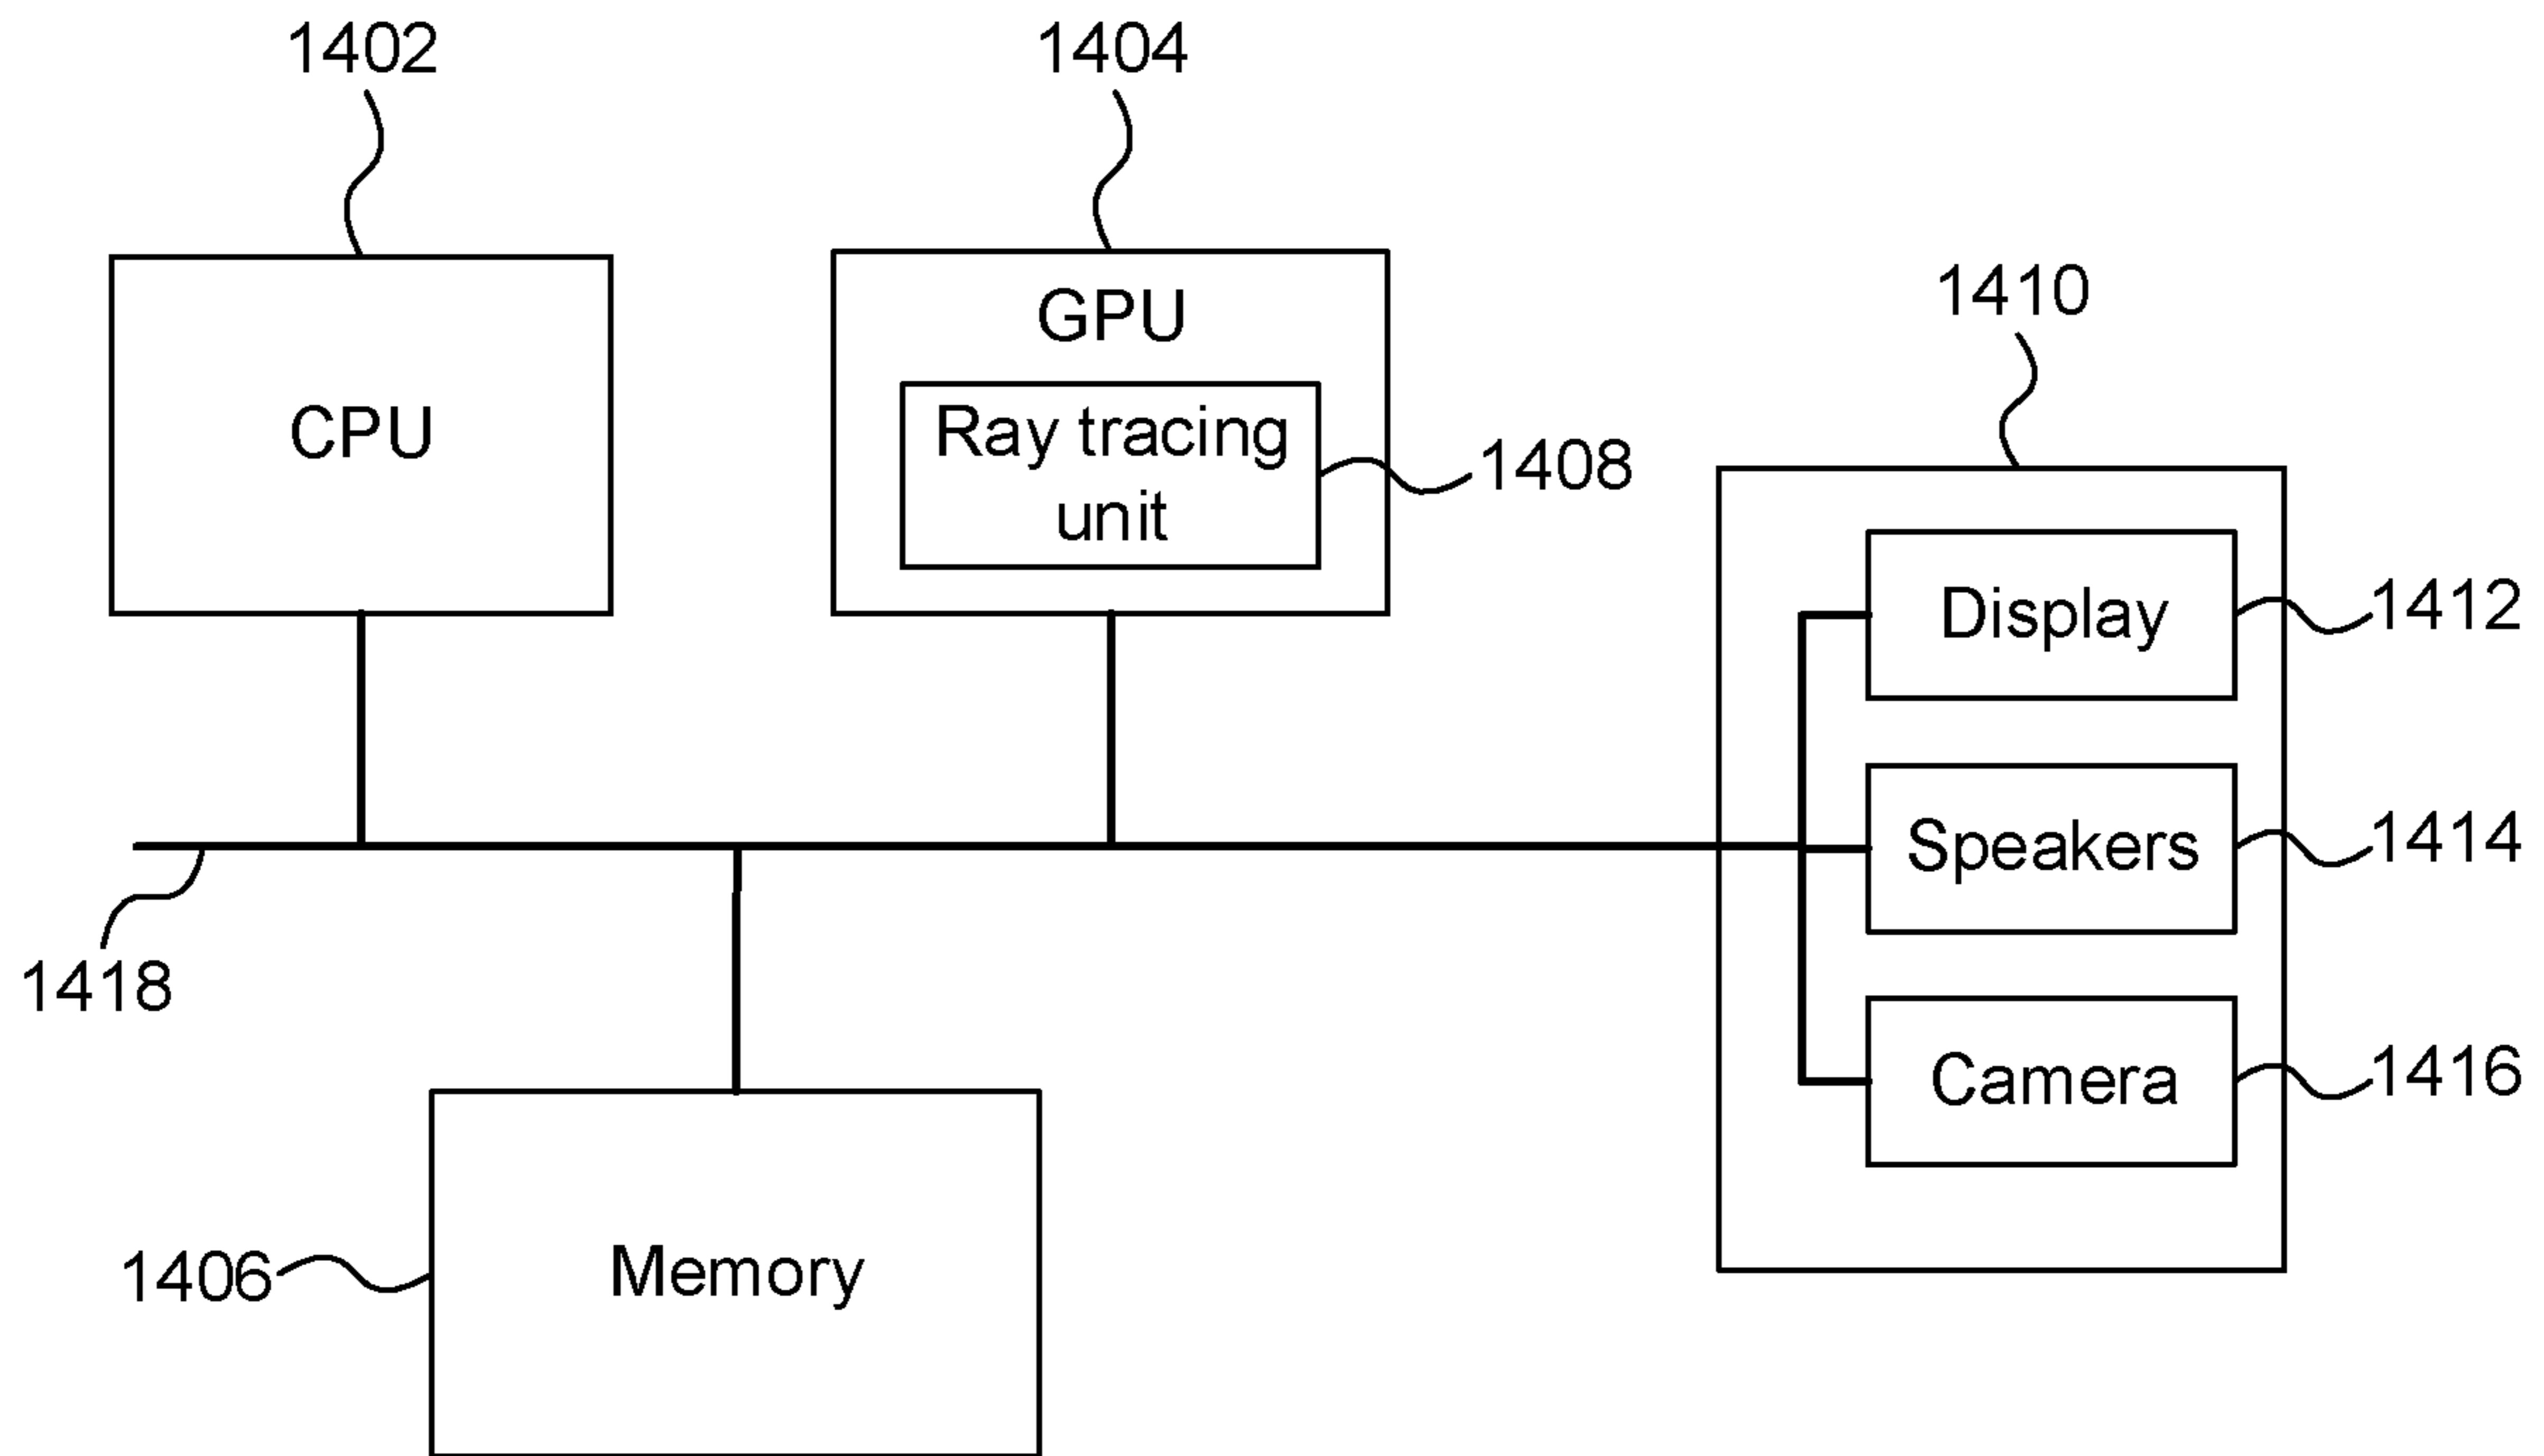 1402
1404
1410
CPU
GPU
Ray tracing
unit
1408
Display
1412
Speakers
1414
Camera
1416
1418
1406
Memory